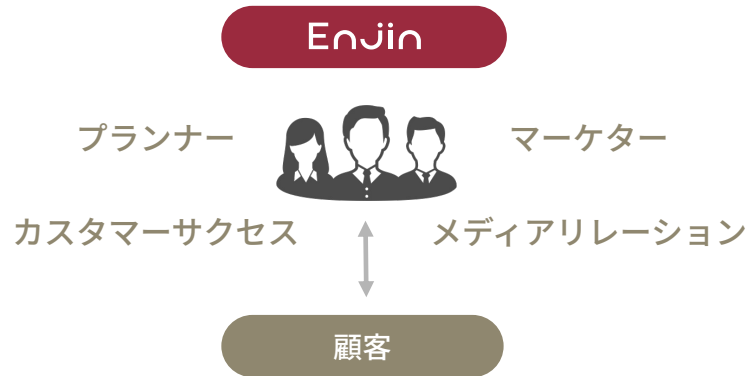 Enjin
プランナー
マーケター
カスタマーサクセス
メディアリレーション
顧客